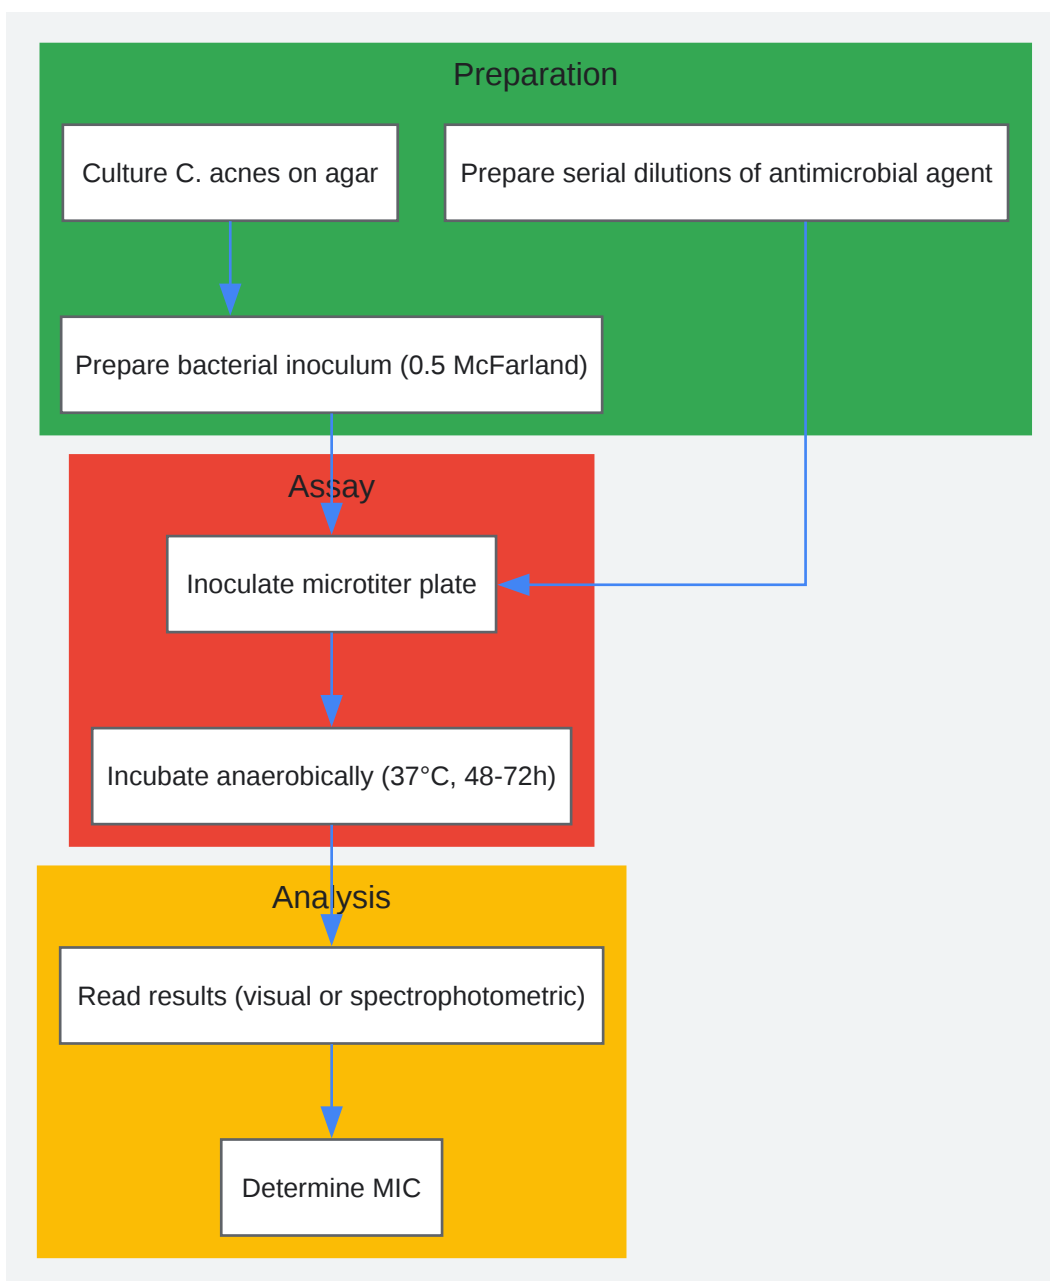 Preparation
Culture C. acnes on agar
Prepare serial dilutions of antimicrobial agent
Prepare bacterial inoculum (0.5 McFarland)
Assay
Inoculate microtiter plate
Incubate anaerobically (37°C, 48-72h)
Analysis
Read results (visual or spectrophotometric)
Determine MIC